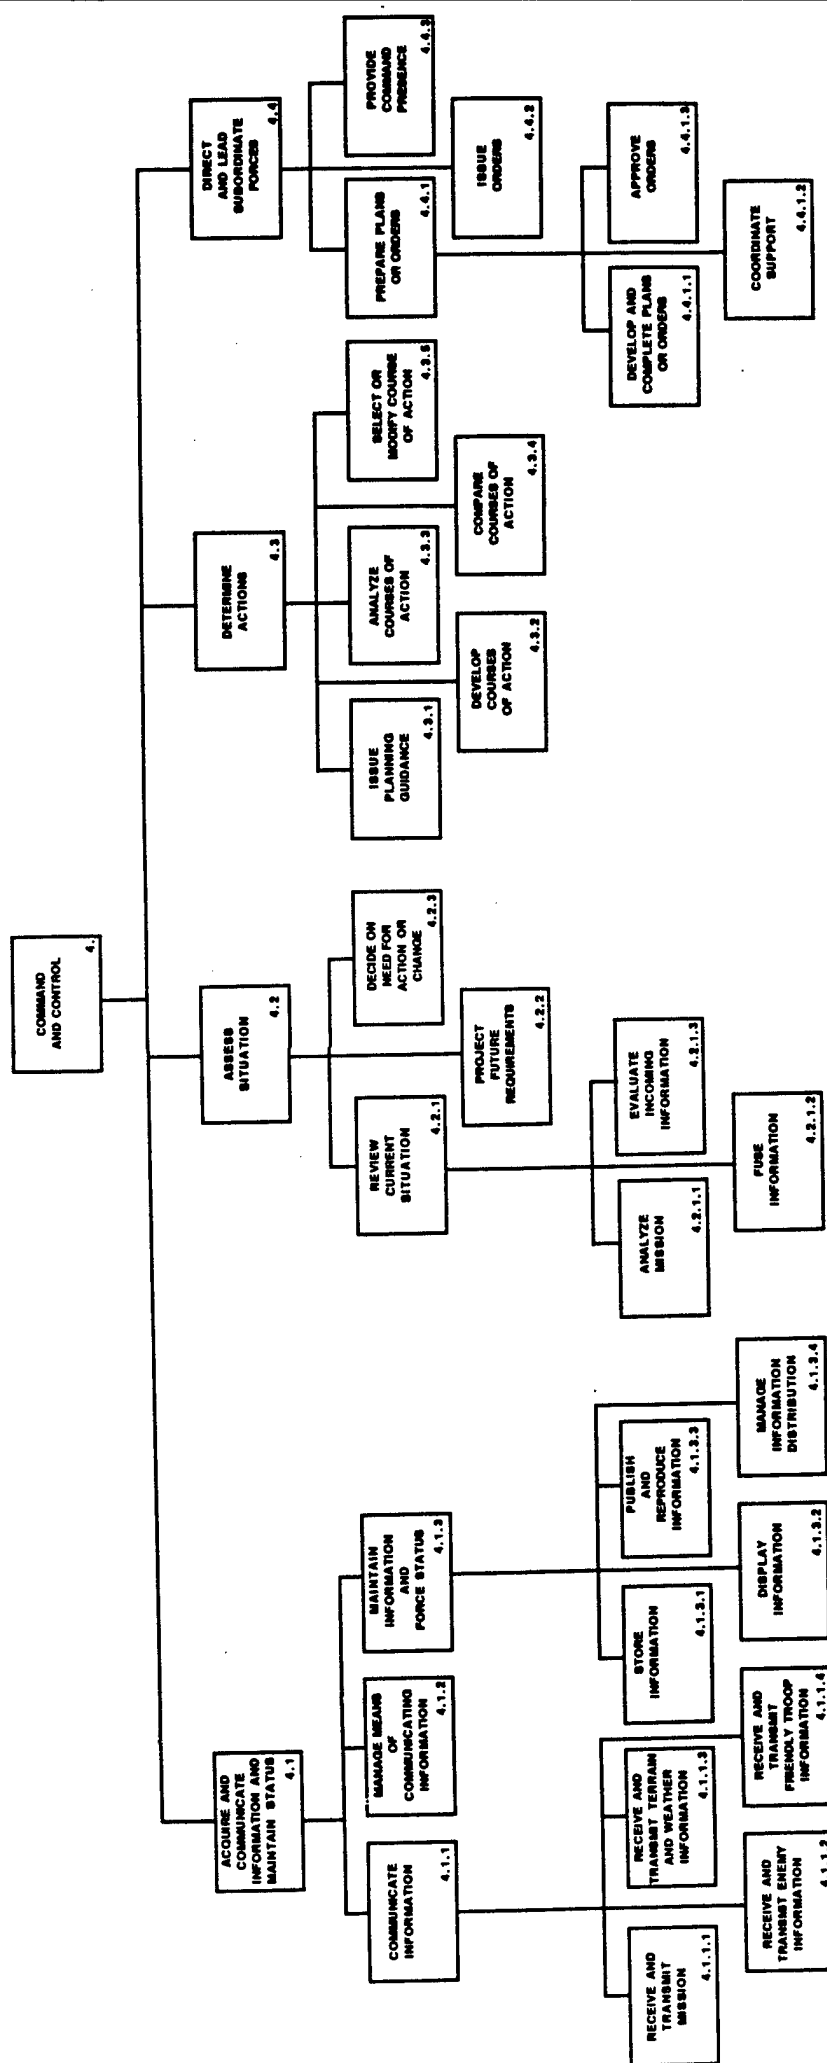 COMMAND
AND CONTROL
4.
ACQUIRE AND
COMMUNICATE
INFORMATION AND
MAINTAIN STATUS
4.1
ASSESS
SITUATION
4.2
DETERMINE
ACTIONS
4.3
DIRECT
AND LEAD
SUBORDINATE
FORCES
4.4
COMMUNICATE
INFORMATION
4.1.1
MANAGE MEANS
OF
COMMUNICATING
INFORMATION
4.1.2
MAINTAIN
INFORMATION
AND
FORCE STATUS
4.1.3
REVIEW
CURRENT
SITUATION
4.2.1
DECIDE ON
NEED FOR
ACTION OR
CHANGE
4.2.3
ISSUE
PLANNING
GUIDANCE
4.3.1
ANALYZE
COURSES OF
ACTION
4.3.3
SELECT OR
MODIFY COURSE
OF ACTION
4.3.5
PREPARE PLANS
OR ORDERS
4.4.1
PROVIDE
COMMAND
PRESENCE
4.4.3
PROJECT
FUTURE
REQUIREMENTS
4.2.2
DEVELOP
COURSES
OF ACTION
4.3.2
COMPARE
COURSES OF
ACTION
4.3.4
ISSUE
ORDERS
4.4.2
RECEIVE AND
TRANSMIT
MISSION
4.1.1.1
RECEIVE AND
TRANSMIT TERRAIN
AND WEATHER
INFORMATION
4.1.1.3
STORE
INFORMATION
4.1.3.1
PUBLISH
AND
REPRODUCE
INFORMATION
4.1.3.3
ANALYZE
MISSION
4.2.1.1
EVALUATE
INCOMING
INFORMATION
4.2.1.3
DEVELOP AND
COMPLETE PLANS
OR ORDERS
4.4.1.1
APPROVE
ORDERS
4.4.1.3
RECEIVE AND
TRANSMIT ENEMY
INFORMATION
4.1.1.2
RECEIVE AND
TRANSMIT
FRIENDLY TROOP
INFORMATION
4.1.1.4
DISPLAY
INFORMATION
4.1.3.2
MANAGE
INFORMATION
DISTRIBUTION
4.1.3.4
FUSE
INFORMATION
4.2.1.2
COORDINATE
SUPPORT
4.4.1.2